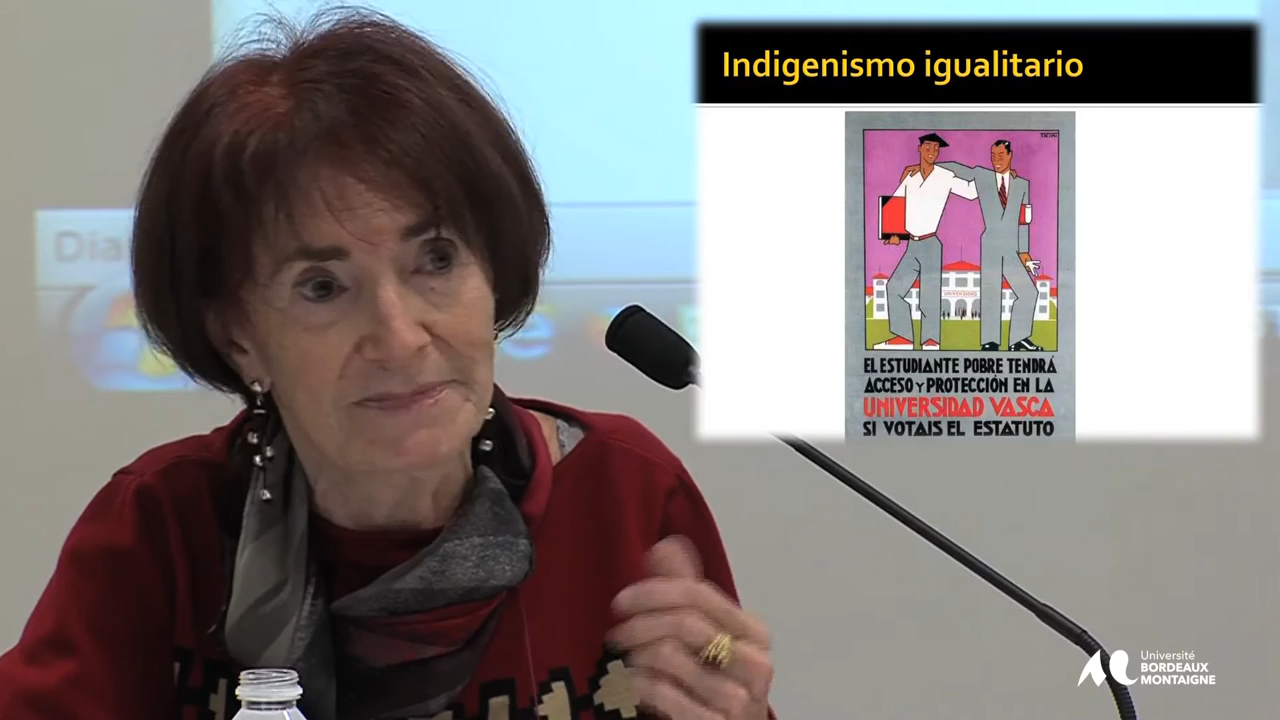 Indigenismo igualitario
UNIVERSIDAD
EL ESTUDIANTE POBRE TENDRÁ
ACCESO Y PROTECCIÓN EN LA
UNIVERSIDAD VASCA
SI VOTAIS EL ESTATUTO
Université
BORDEAUX
MONTAIGNE